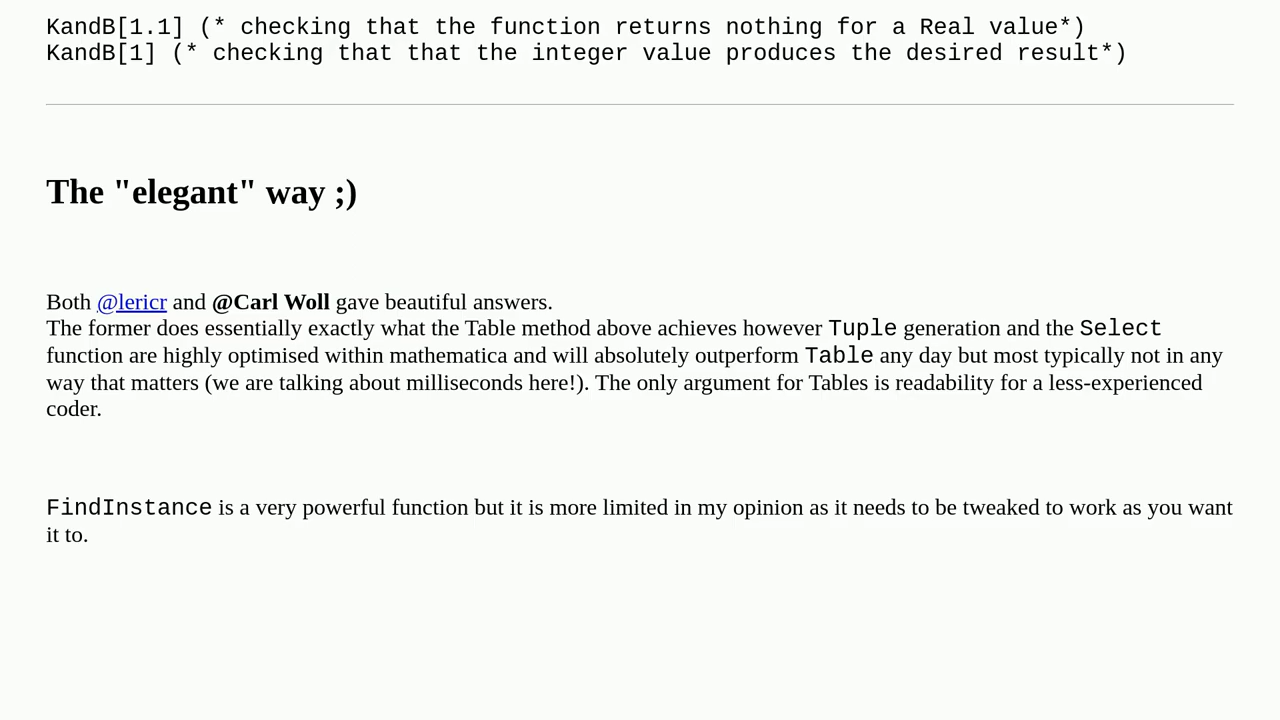 KandB[1.1] (* checking that the function returns nothing for a Real value*)
KandB[1] (* checking that that the integer value produces the desired result*)
The "elegant" way ;)
Both @lericr and @Carl Woll gave beautiful answers.
The former does essentially exactly what the Table method above achieves however Tuple generation and the Select
function are highly optimised within mathematica and will absolutely outperform Table any day but most typically not in any
way that matters (we are talking about milliseconds here!). The only argument for Tables is readability for a less-experienced
coder.
FindInstance is a very powerful function but it is more limited in my opinion as it needs to be tweaked to work as you want
it to.